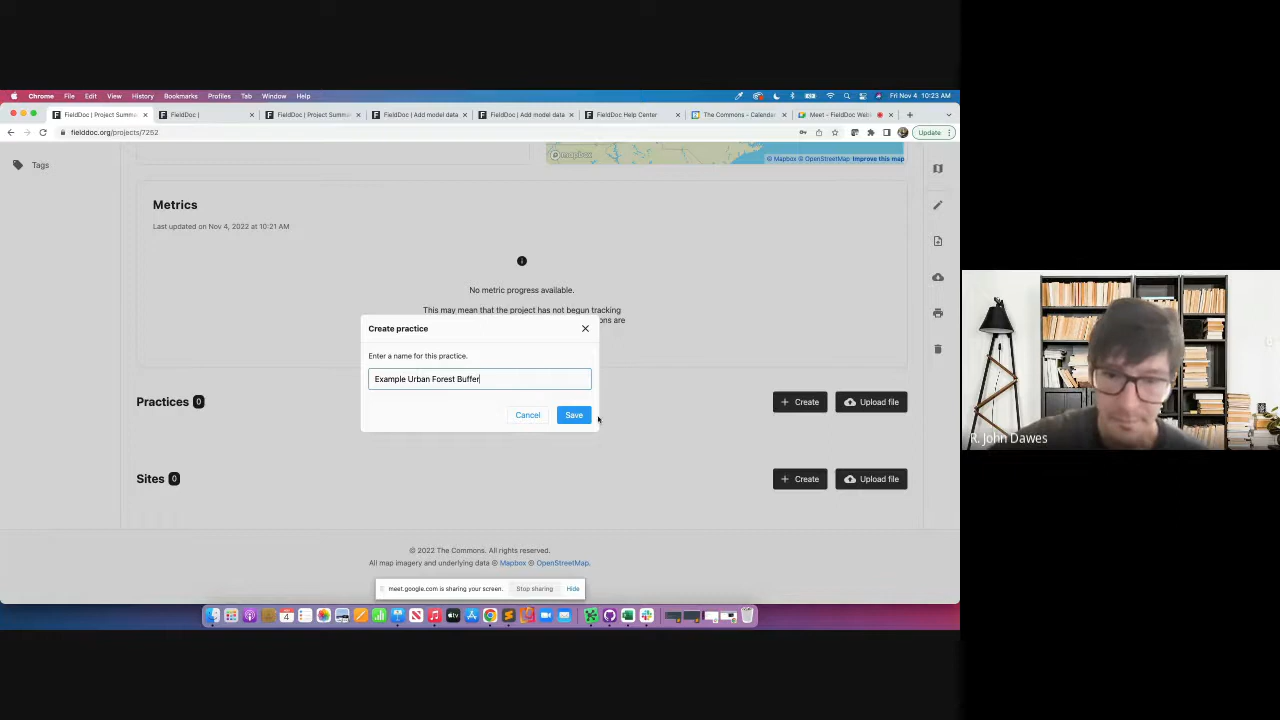 Chrome File Edit View History Bookmarks Profiles Tab Window Help Fri Nov 4 10:23 AM
FieldDoc | Project Summa FieldDoc | FieldDoc | Project Summa FieldDoc | Add model data FieldDoc | Add model data FieldDoc Help Center The Commons - Calendar Meet - FieldDoc Web
fielddoc.org/projects/7252 Update
Tags
mapbox
© Mapbox © OpenStreetMap Improve this map
Metrics
Last updated on Nov 4, 2022 at 10:21 AM
No metric progress available.
This may mean that the project has not begun tracking
ons are
Create practice
Enter a name for this practice.
Example Urban Forest Buffer
Cancel Save
Practices 0 + Create Upload file
Sites 0 + Create Upload file
© 2022 The Commons. All rights reserved.
All map imagery and underlying data © Mapbox © OpenStreetMap.
meet.google.com is sharing your screen. Stop sharing Hide
R. John Dawes